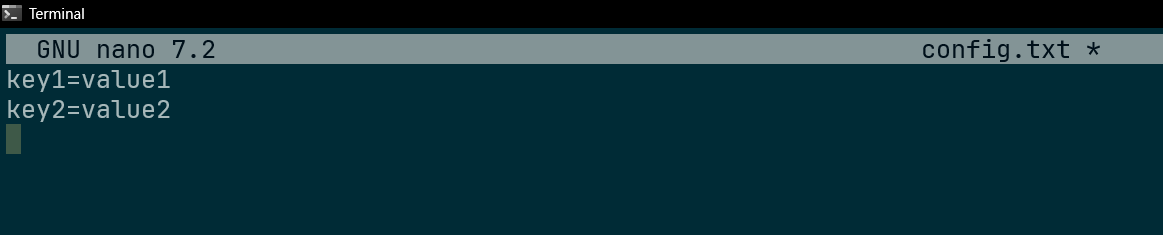 Terminal
GNU nano 7.2 config.txt *
key1=value1
key2=value2